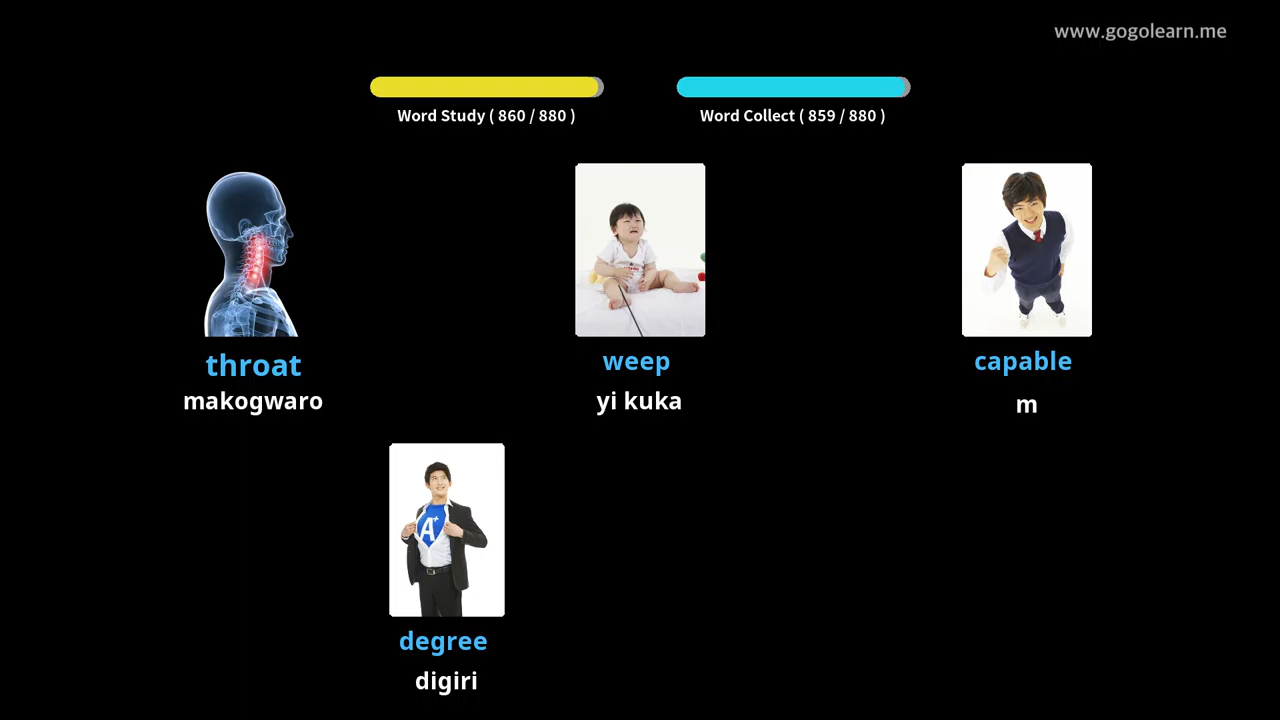 www.gogolearn.me
Word Study ( 860 / 880 )
Word Collect ( 859 / 880 )
throat
makogwaro
weep
yi kuka
capable
m
A+
degree
digiri